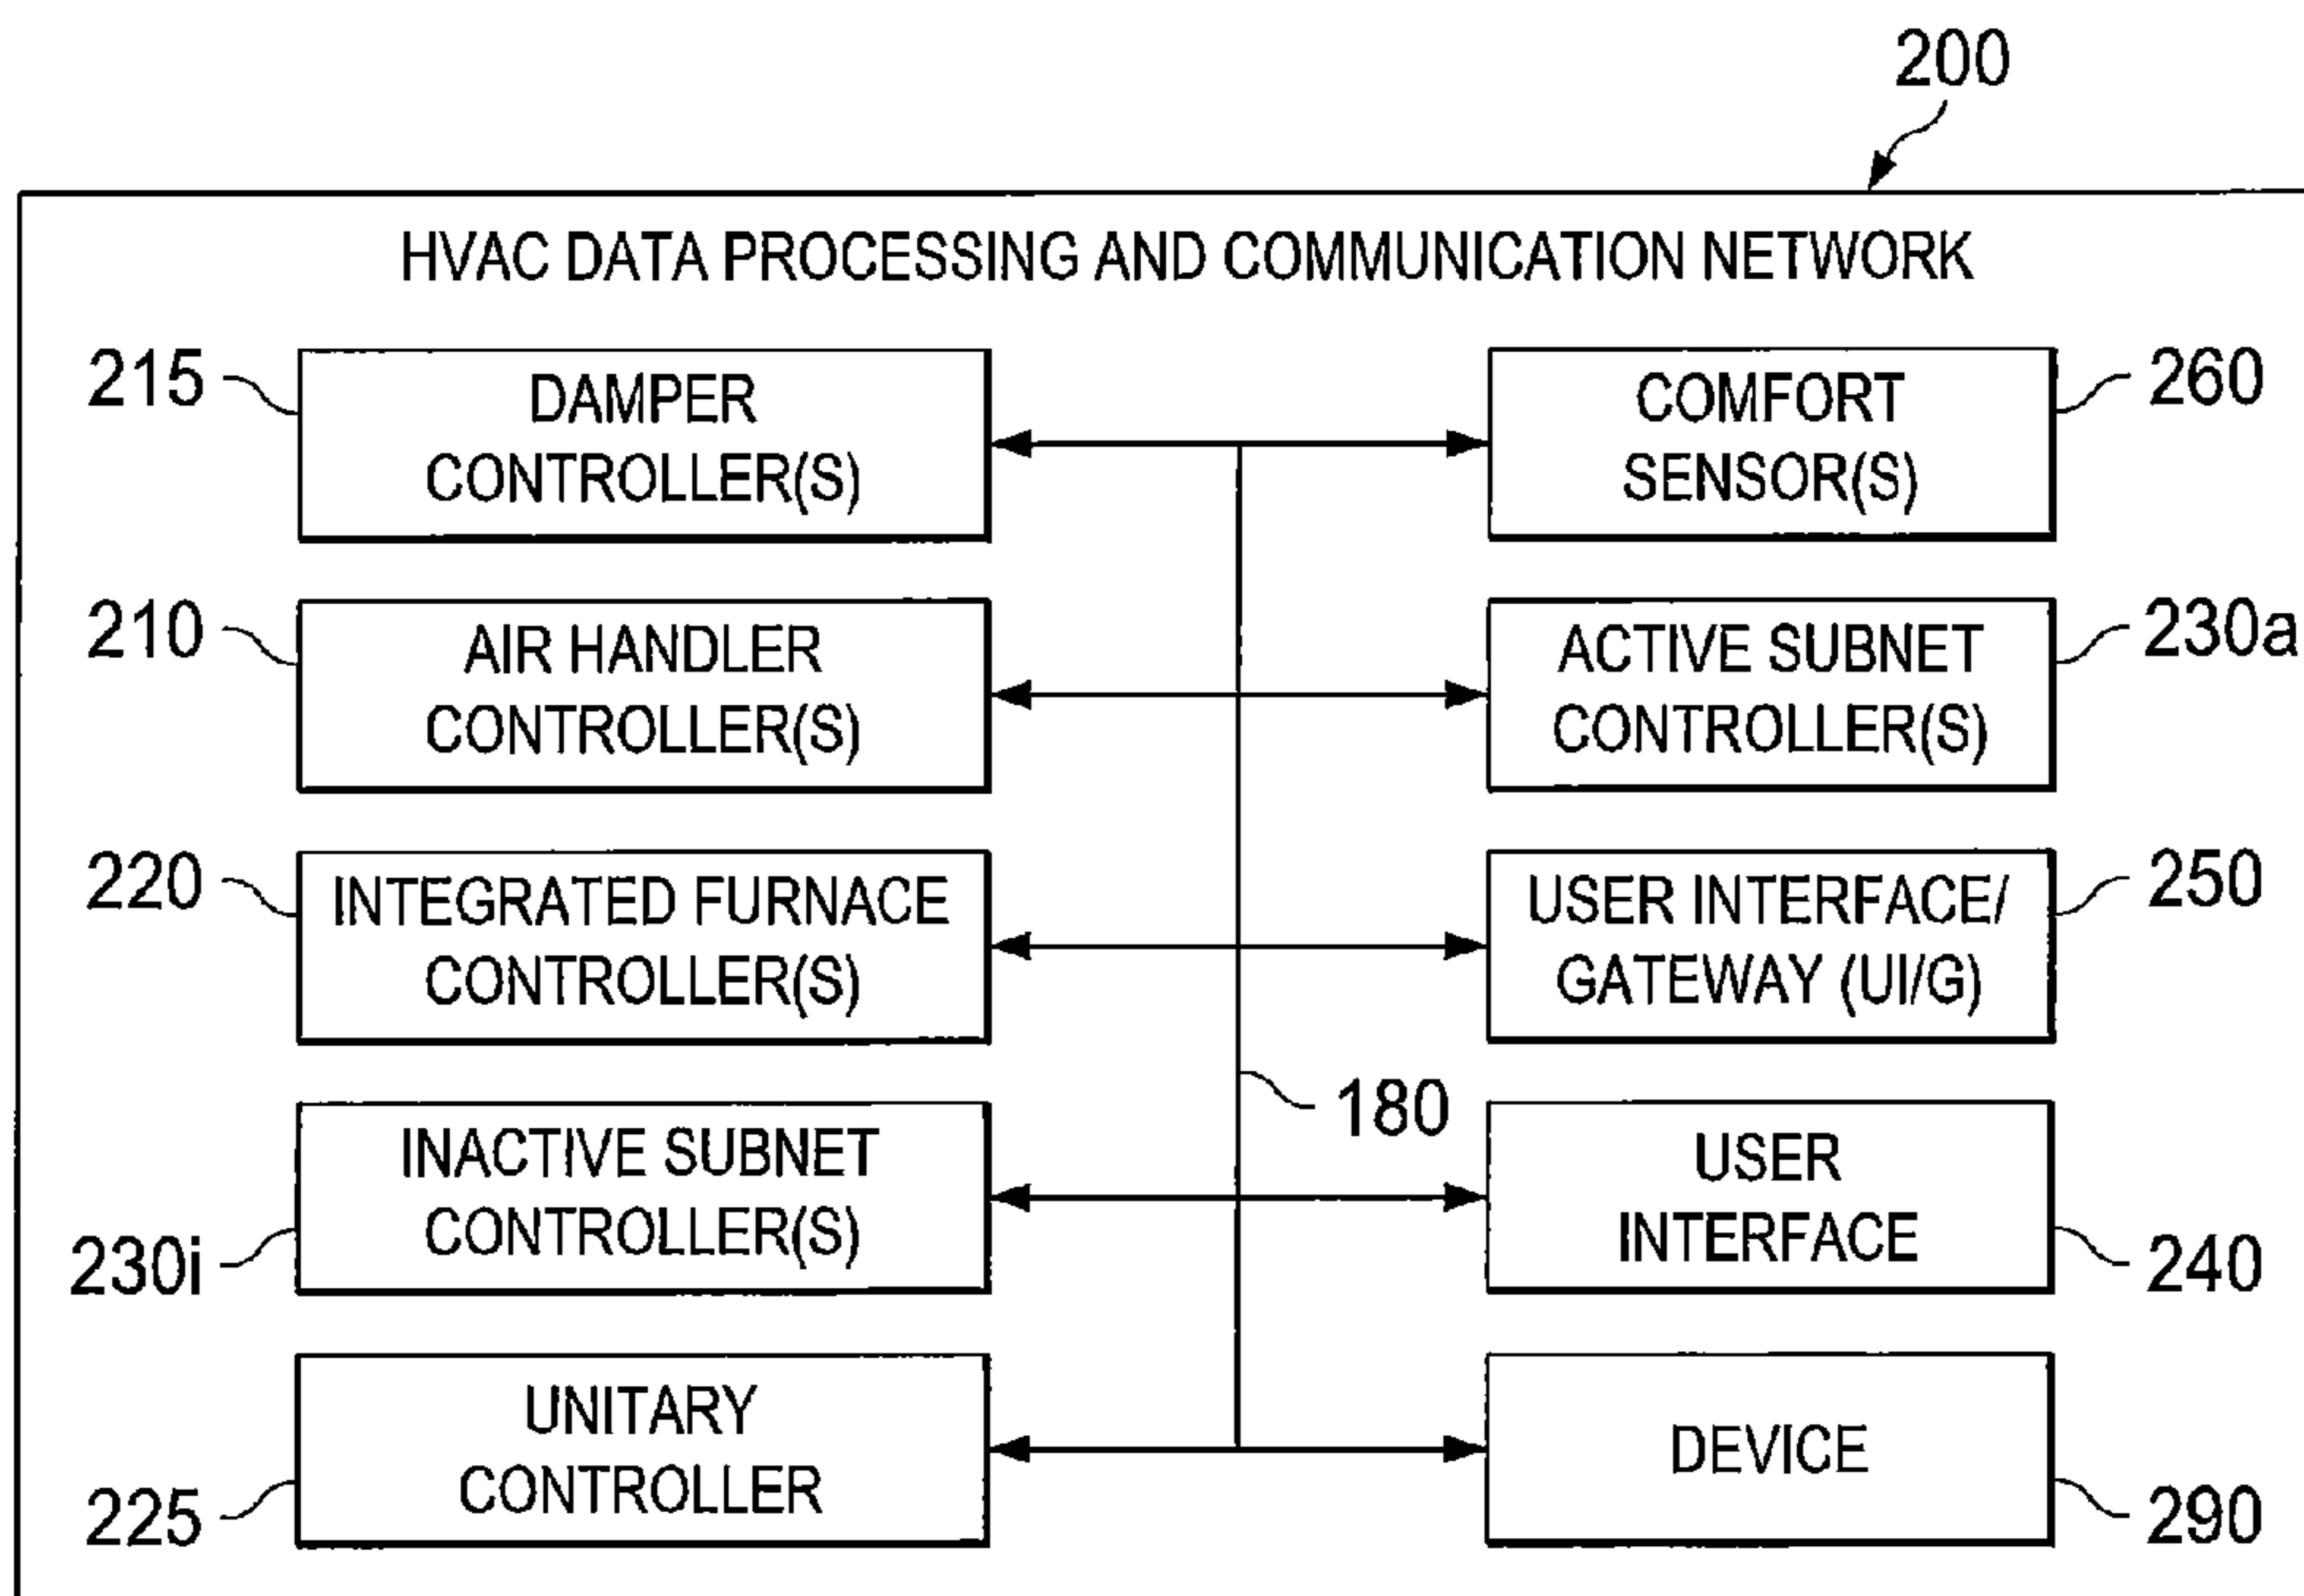 200
HVAC DATA PROCESSING AND COMMUNICATION NETWORK
215
DAMPER
CONTROLLER(S)
COMFORT
SENSOR(S)
260
210
AIR HANDLER
CONTROLLER(S)
ACTIVE SUBNET
CONTROLLER(S)
230a
220
INTEGRATED FURNACE
CONTROLLER(S)
USER INTERFACE/
GATEWAY (UI/G)
250
180
INACTIVE SUBNET
CONTROLLER(S)
230i
USER
INTERFACE
240
UNITARY
CONTROLLER
225
DEVICE
290